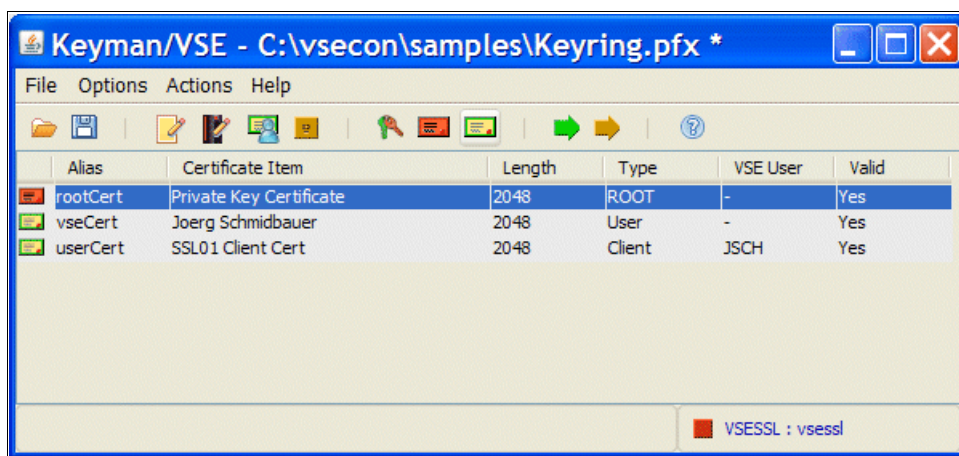 Keyman/VSE - C:\vsecon\samples\Keyring.pfx *
File Options Actions Help
Alias Certificate Item Length Type VSE User Valid
rootCert Private Key Certificate 2048 ROOT - Yes
vseCert Joerg Schmidbauer 2048 User - Yes
userCert SSL01 Client Cert 2048 Client JSCH Yes
VSESSL : vsessl